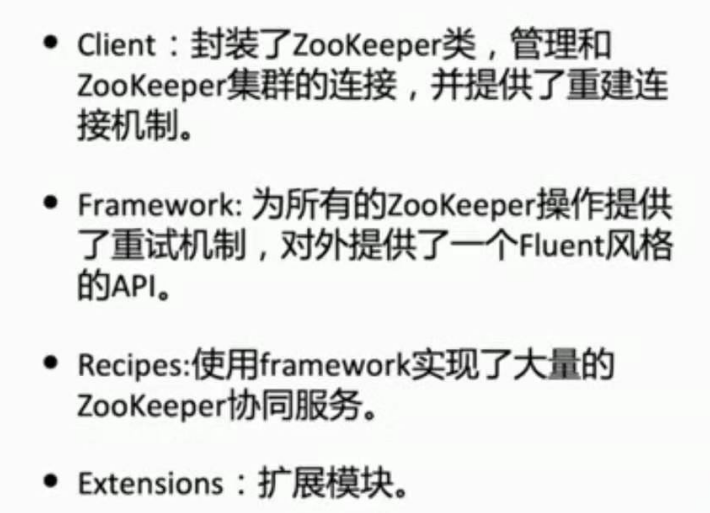 • Client：封装了ZooKeeper类，管理和
ZooKeeper集群的连接，并提供了重建连
接机制。
• Framework: 为所有的ZooKeeper操作提供
了重试机制，对外提供了一个Fluent风格
的API。
• Recipes:使用framework实现了大量的
ZooKeeper协同服务。
• Extensions：扩展模块。